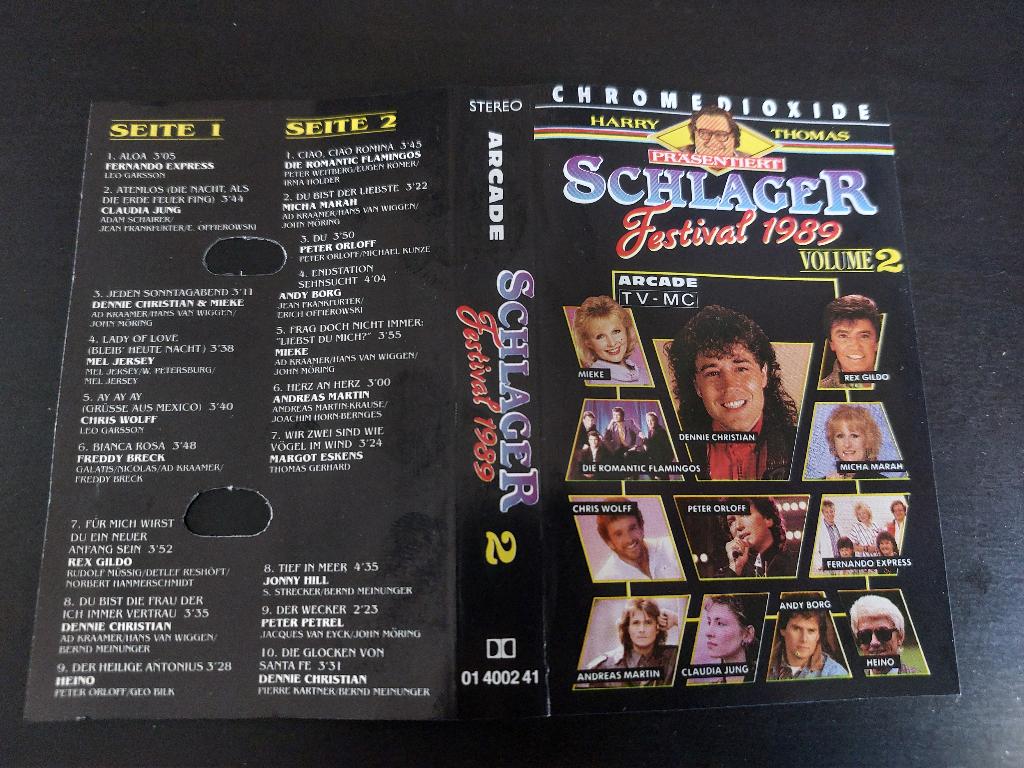 SEITE 1
1. ALOA 3'05
FERNANDO EXPRESS
LEO GARSSON
2. ATEMLOS (DIE NACHT, ALS
DIE ERDE FEUER FING) 3'44
CLAUDIA JUNG
ADAM SCHAIRER/
JEAN FRANKFURTER/E. OFFIEROWSKI
3. JEDEN SONNTAGABEND 3'11
DENNIE CHRISTIAN & MIEKE
AD KRAAMER/HANS VAN WIGGEN/
JOHN MÖRING
4. LADY OF LOVE
(BLEIB' HEUTE NACHT) 3'38
MEL JERSEY
MEL JERSEY/W. PETERSBURG/
MEL JERSEY
5. AY AY AY
(GRÜSSE AUS MEXICO) 3'40
CHRIS WOLFF
LEO GARSSON
6. BIANCA ROSA 3'48
FREDDY BRECK
GALATIS/NICOLAS/AD KRAAMER/
FREDDY BRECK
7. FÜR MICH WIRST
DU EIN NEUER
ANFANG SEIN 3'52
REX GILDO
RUDOLF MÜSSIG/DETLEF RESHÖFT/
NORBERT HAMMERSCHMIDT
8. DU BIST DIE FRAU DER
ICH IMMER VERTRAU 3'35
DENNIE CHRISTIAN
AD KRAAMER/HANS VAN WIGGEN/
BERND MEINUNGER
9. DER HEILIGE ANTONIUS 3'28
HEINO
PETER ORLOFF/GEO BILK
SEITE 2
1. CIAO, CIAO ROMINA 3'45
DIE ROMANTIC FLAMINGOS
PETER WEITBERG/EUGEN RÖMER/
IRMA HOLDER
2. DU BIST DER LIEBSTE 3'22
MICHA MARAH
AD KRAAMER/HANS VAN WIGGEN/
JOHN MÖRING
3. DU 3'50
PETER ORLOFF
PETER ORLOFF/MICHAEL KUNZE
4. ENDSTATION
SEHNSUCHT 4'04
ANDY BORG
JEAN FRANKFURTER/
ERICH OFFIEROWSKI
5. FRAG DOCH NICHT IMMER:
"LIEBST DU MICH?" 3'55
MIEKE
AD KRAAMER/HANS VAN WIGGEN/
JOHN MÖRING
6. HERZ AN HERZ 3'00
ANDREAS MARTIN
ANDREAS MARTIN-KRAUSE/
JOACHIM HORN-BERNGES
7. WIR ZWEI SIND WIE
VÖGEL IM WIND 3'24
MARGOT ESKENS
THOMAS GERHARD
8. TIEF IN MEER 4'35
JONNY HILL
S. STRECKER/BERND MEINUNGER
9. DER WECKER 2'23
PETER PETREL
JACQUES VAN EYCK/JOHN MÖRING
10. DIE GLOCKEN VON
SANTA FE 3'31
DENNIE CHRISTIAN
PIERRE KARTNER/BERND MEINUNGER
STEREO
ARCADE
SCHLAGER
Festival 1989
2
01 4002 41
CHROMEDIOXIDE
HARRY THOMAS
PRÄSENTIERT
SCHLAGER
Festival 1989
VOLUME 2
ARCADE
TV-MC
MIEKE
REX GILDO
DENNIE CHRISTIAN
DIE ROMANTIC FLAMINGOS
MICHA MARAH
CHRIS WOLFF
PETER ORLOFF
FERNANDO EXPRESS
ANDREAS MARTIN
CLAUDIA JUNG
ANDY BORG
HEINO